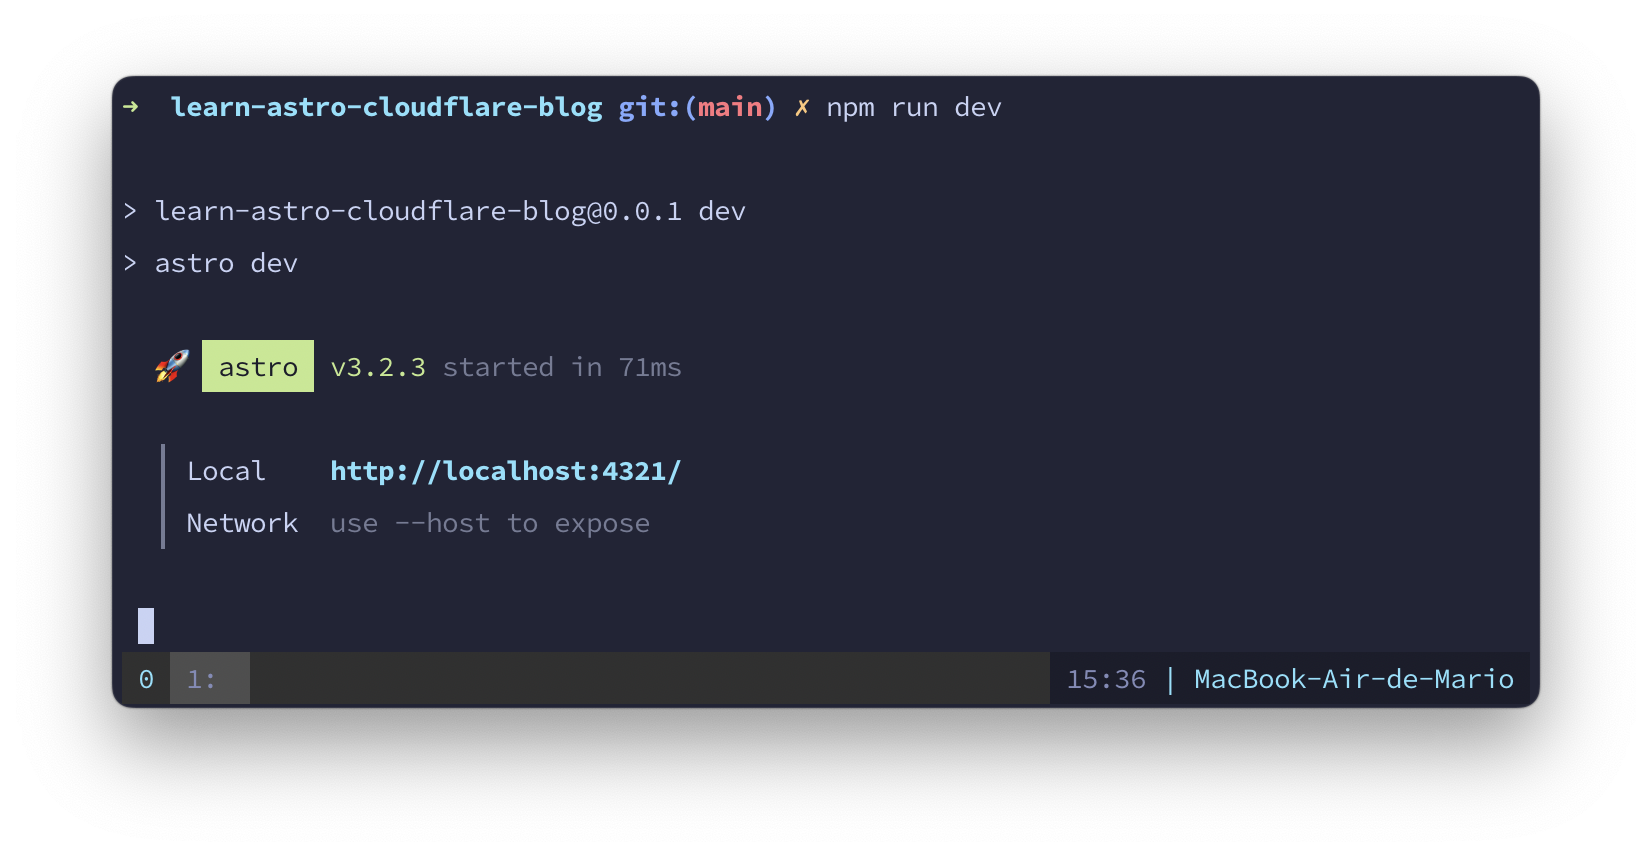 ➜ learn-astro-cloudflare-blog git:(main) ✗ npm run dev
> learn-astro-cloudflare-blog@0.0.1 dev
> astro dev
🚀 astro v3.2.3 started in 71ms
Local http://localhost:4321/
Network use --host to expose
0 1: 15:36 | MacBook-Air-de-Mario